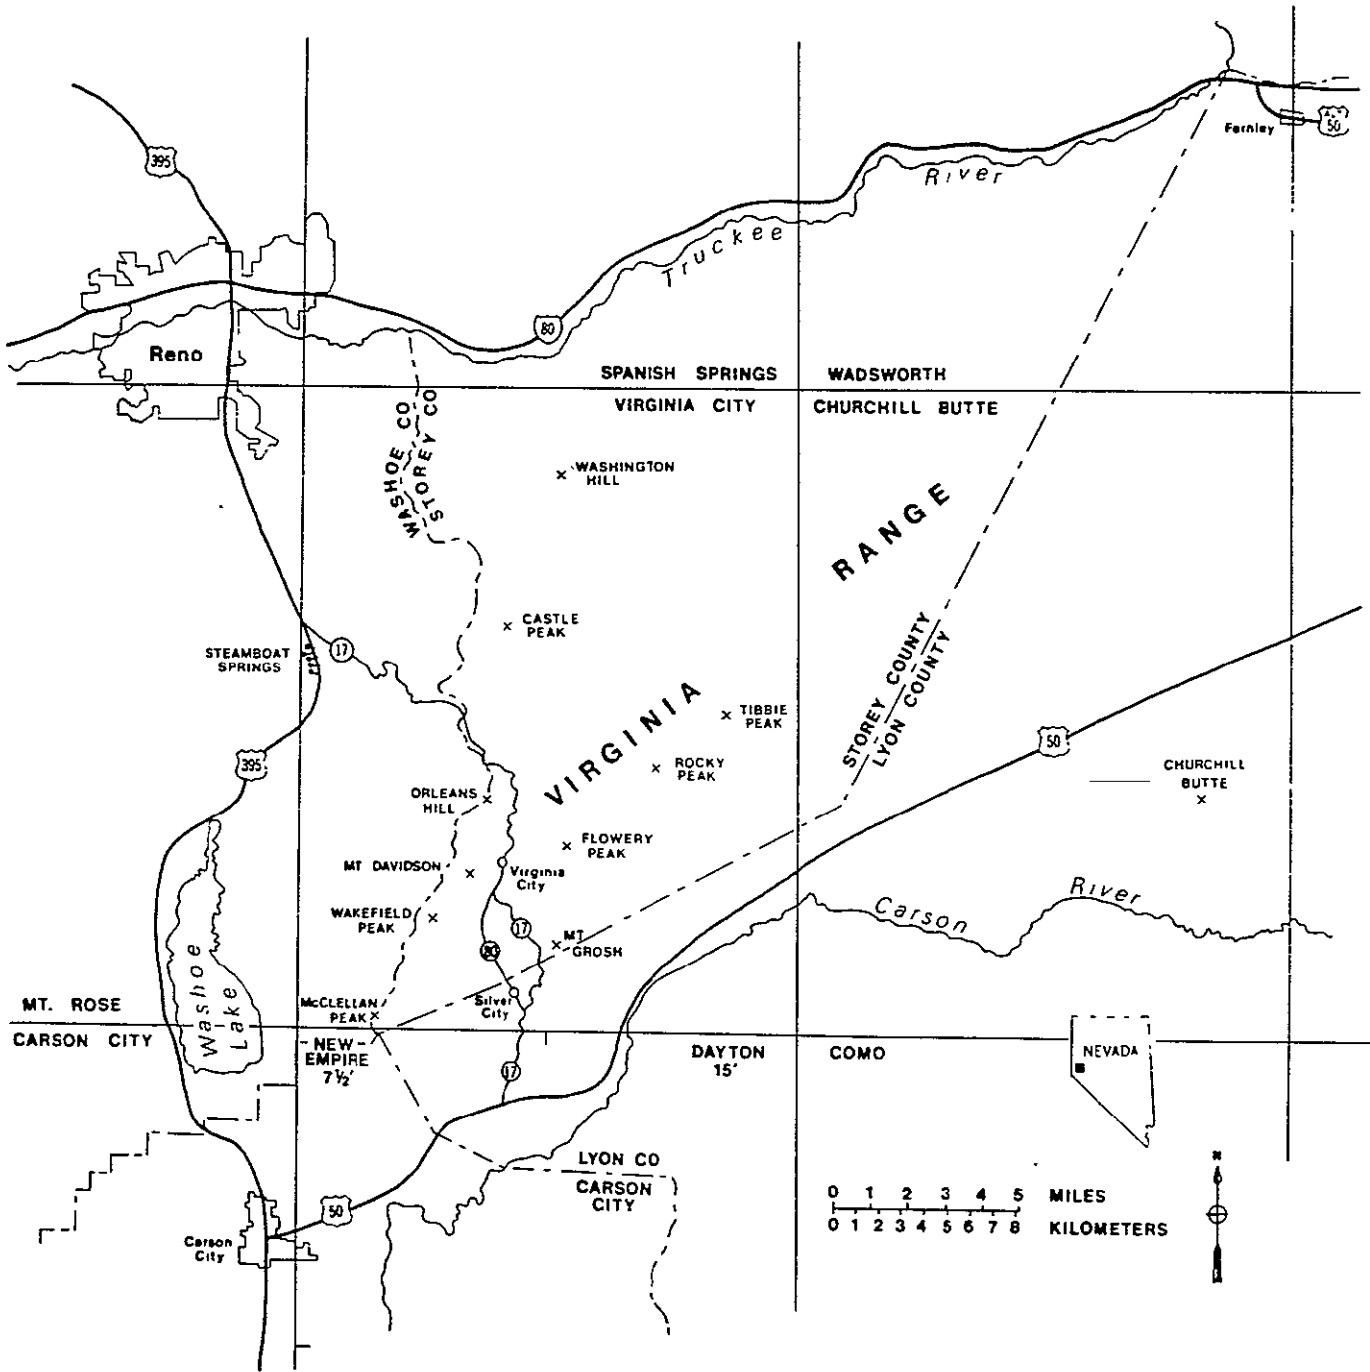 50
Fernley
395
River
Truckee
80
Reno
SPANISH SPRINGS
WADSWORTH
VIRGINIA CITY
CHURCHILL BUTTE
WASHOE CO
STOREY CO
WASHINGTON
HILL
RANGE
CASTLE
PEAK
STEAMBOAT
SPRINGS
17
STOREY COUNTY
LYON COUNTY
VIRGINIA
TIBBIE
PEAK
50
395
ROCKY
PEAK
CHURCHILL
BUTTE
ORLEANS
HILL
FLOWERY
PEAK
MT DAVIDSON
Virginia
City
Carson
River
WAKEFIELD
PEAK
17
80
MT
GROSH
Washoe
Lake
Silver
City
McCLELLAN
PEAK
MT. ROSE
CARSON CITY
NEW
EMPIRE
7½'
DAYTON
15'
COMO
NEVADA
17
LYON CO
CARSON
CITY
50
Carson
City
0 1 2 3 4 5 MILES
0 1 2 3 4 5 6 7 8 KILOMETERS
N